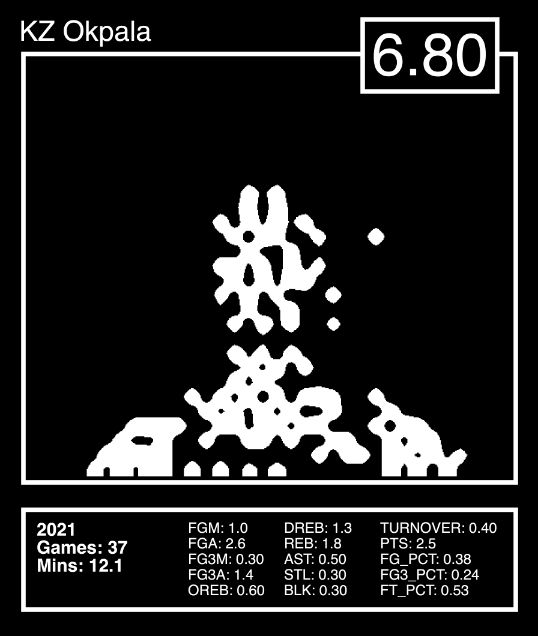 KZ Okpala
6.80
2021
Games: 37
Mins: 12.1
FGM: 1.0
FGA: 2.6
FG3M: 0.30
FG3A: 1.4
OREB: 0.60
DREB: 1.3
REB: 1.8
AST: 0.50
STL: 0.30
BLK: 0.30
TURNOVER: 0.40
PTS: 2.5
FG_PCT: 0.38
FG3_PCT: 0.24
FT_PCT: 0.53